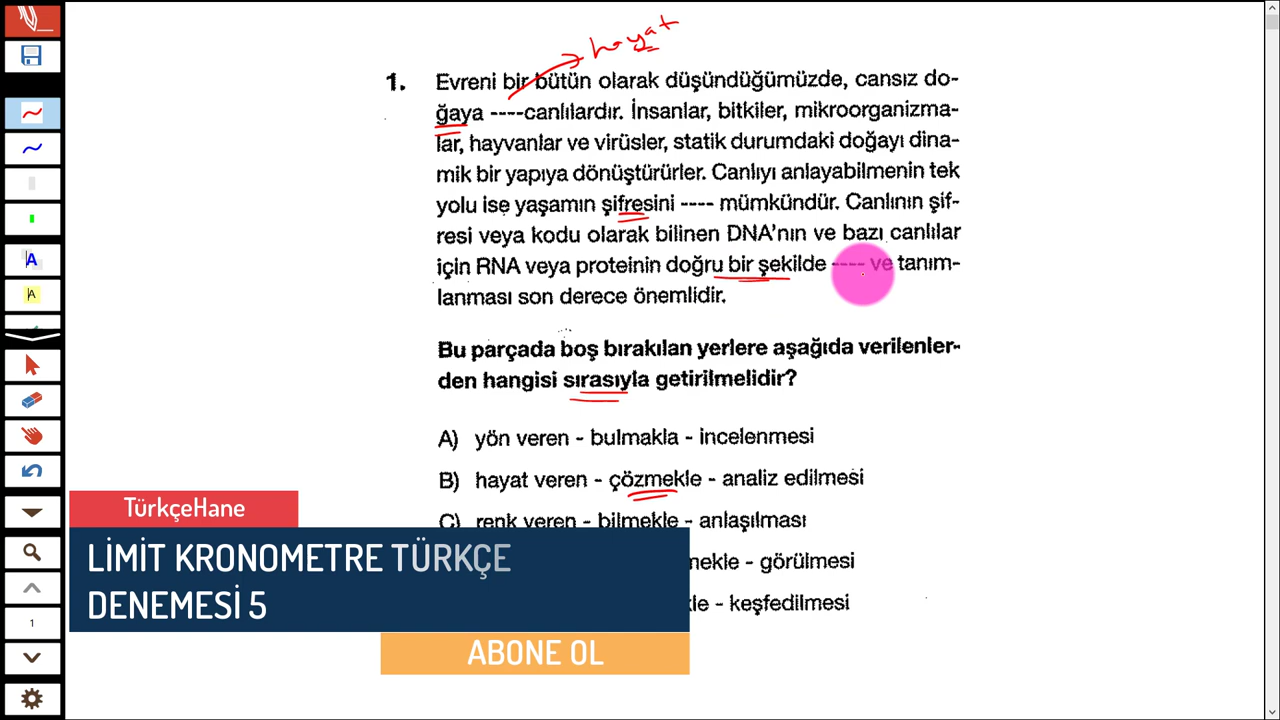 hayat
1. Evreni bir bütün olarak düşündüğümüzde, cansız do-
ğaya ----canlılardır. İnsanlar, bitkiler, mikroorganizma-
lar, hayvanlar ve virüsler, statik durumdaki doğayı dina-
mik bir yapıya dönüştürürler. Canlıyı anlayabilmenin tek
yolu ise yaşamın şifresini ---- mümkündür. Canlının şif-
resi veya kodu olarak bilinen DNA'nın ve bazı canlılar
için RNA veya proteinin doğru bir şekilde ---- ve tanım-
lanması son derece önemlidir.
Bu parçada boş bırakılan yerlere aşağıda verilenler-
den hangisi sırasıyla getirilmelidir?
A) yön veren - bulmakla - incelenmesi
B) hayat veren - çözmekle - analiz edilmesi
C) renk veren - bilmekle - anlaşılması
mekle - görülmesi
kle - keşfedilmesi
TürkçeHane
LİMİT KRONOMETRE TÜRKÇE
DENEMESİ 5
ABONE OL
A
A
1